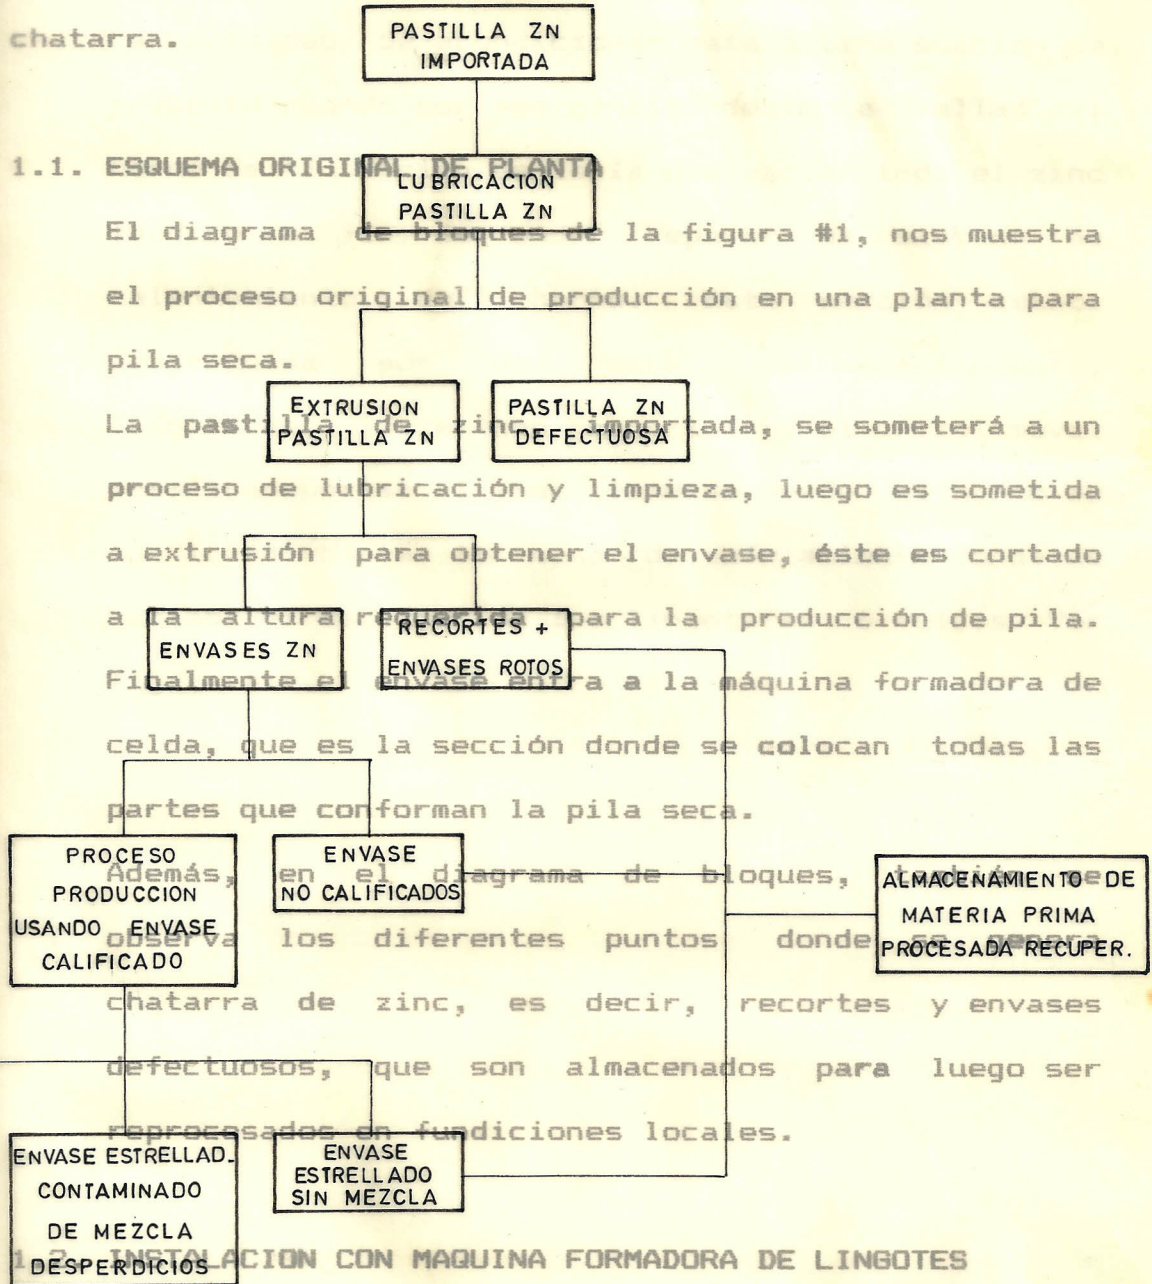 chatarra.
PASTILLA ZN
IMPORTADA
1.1. ESQUEMA ORIGINAL DE PLANTA
LUBRICACION
PASTILLA ZN
El diagrama de bloques de la figura #1, nos muestra
el proceso original de producción en una planta para
pila seca.
EXTRUSION
PASTILLA ZN
PASTILLA ZN
DEFECTUOSA
La pastilla de zinc, importada, se someterá a un
proceso de lubricación y limpieza, luego es sometida
a extrusión para obtener el envase, éste es cortado
a la altura requerida para la producción de pila.
ENVASES ZN
RECORTES +
ENVASES ROTOS
Finalmente el envase entra a la máquina formadora de
celda, que es la sección donde se colocan todas las
partes que conforman la pila seca.
PROCESO
PRODUCCION
USANDO ENVASE
CALIFICADO
ENVASE
NO CALIFICADOS
ALMACENAMIENTO DE
MATERIA PRIMA
PROCESADA RECUPER.
Además, en el diagrama de bloques, también se
observa los diferentes puntos donde se genera
chatarra de zinc, es decir, recortes y envases
defectuosos, que son almacenados para luego ser
reprocesados en fundiciones locales.
ENVASE ESTRELLAD.
CONTAMINADO
DE MEZCLA
DESPERDICIOS
ENVASE
ESTRELLADO
SIN MEZCLA
1.2. INSTALACION CON MAQUINA FORMADORA DE LINGOTES